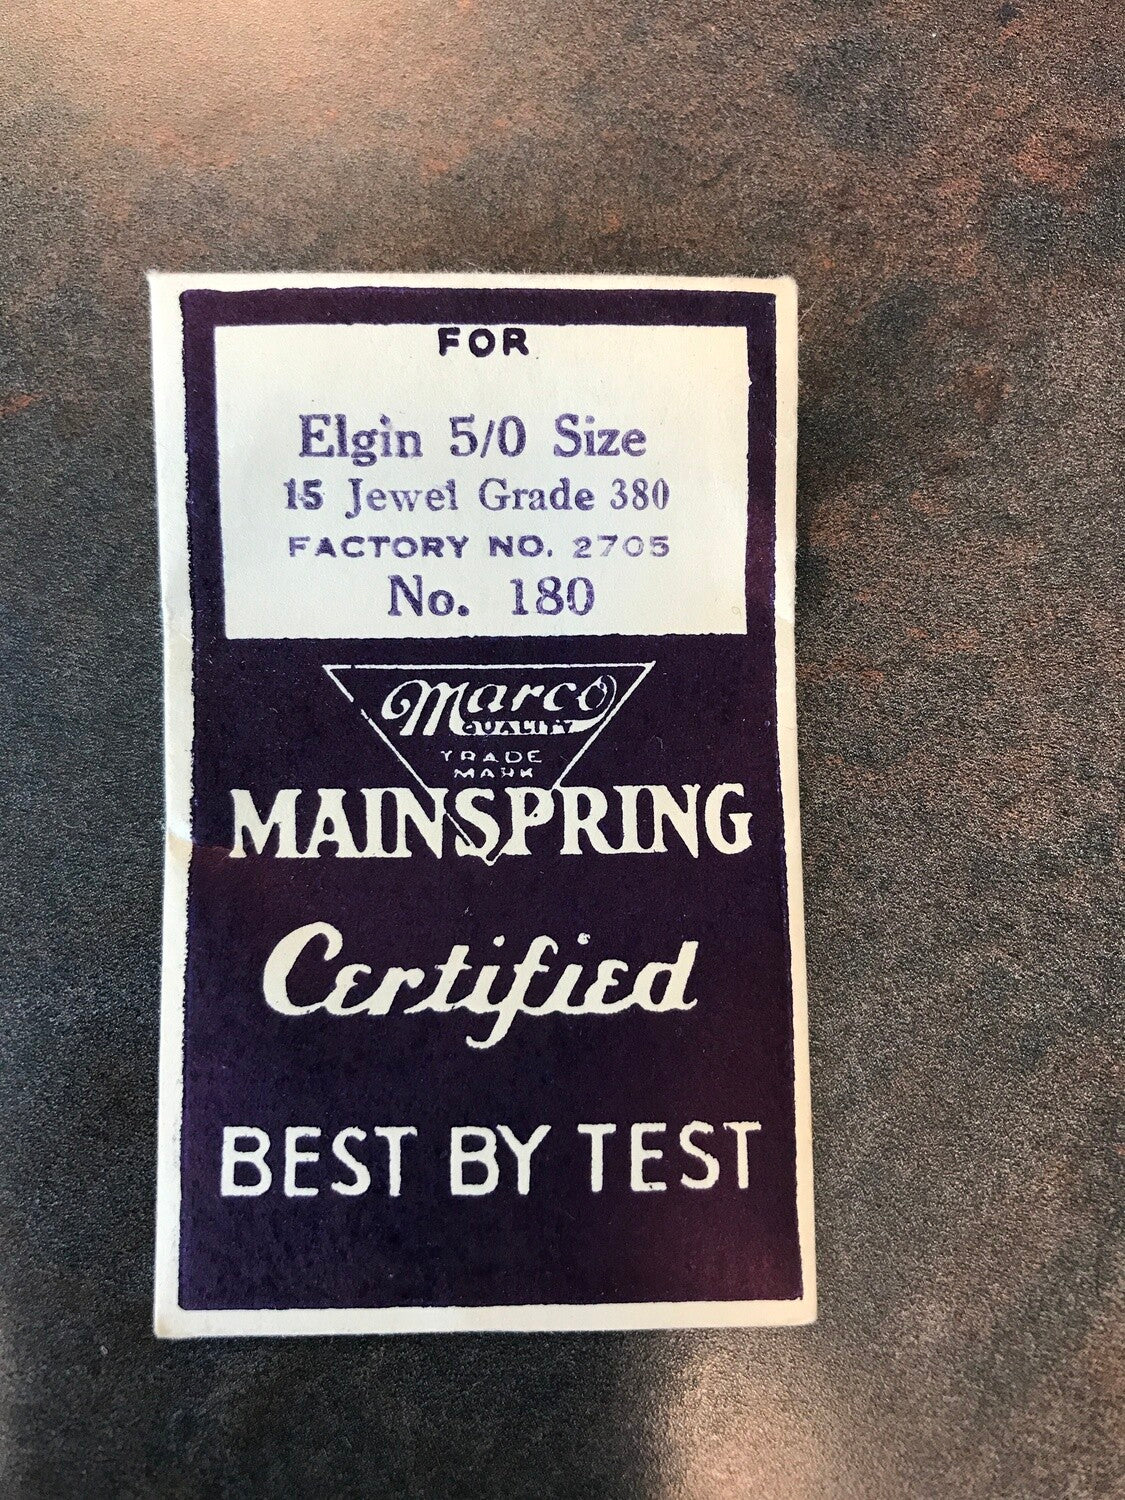 FOR
Elgin 5/0 Size
15 Jewel Grade 380
FACTORY NO. 2705
No. 180
Marco
QUALITY
TRADE
MARK
MAINSPRING
Certified
BEST BY TEST